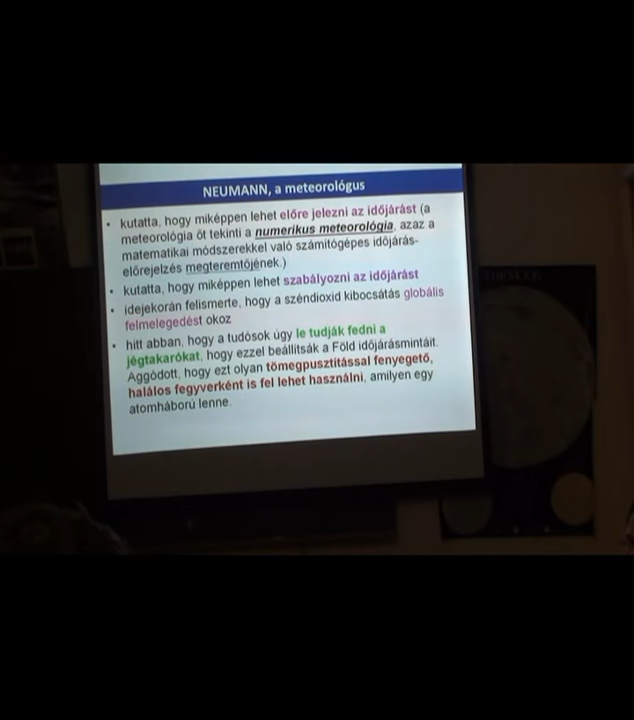 NEUMANN, a meteorológus
• kutatta, hogy miképpen lehet előre jelezni az időjárást (a
meteorológia őt tekinti a numerikus meteorológia, azaz a
matematikai módszerekkel való számítógépes időjárás-
előrejelzés megteremtőjének.)
• kutatta, hogy miképpen lehet szabályozni az időjárást
• idejekorán felismerte, hogy a széndioxid kibocsátás globális
felmelegedést okoz
• hitt abban, hogy a tudósok úgy le tudják fedni a
jégtakarókat, hogy ezzel beállítsák a Föld időjárásmintáit.
Aggódott, hogy ezt olyan tömegpusztítással fenyegető,
halálos fegyverként is fel lehet használni, amilyen egy
atomháború lenne.
THE MOON